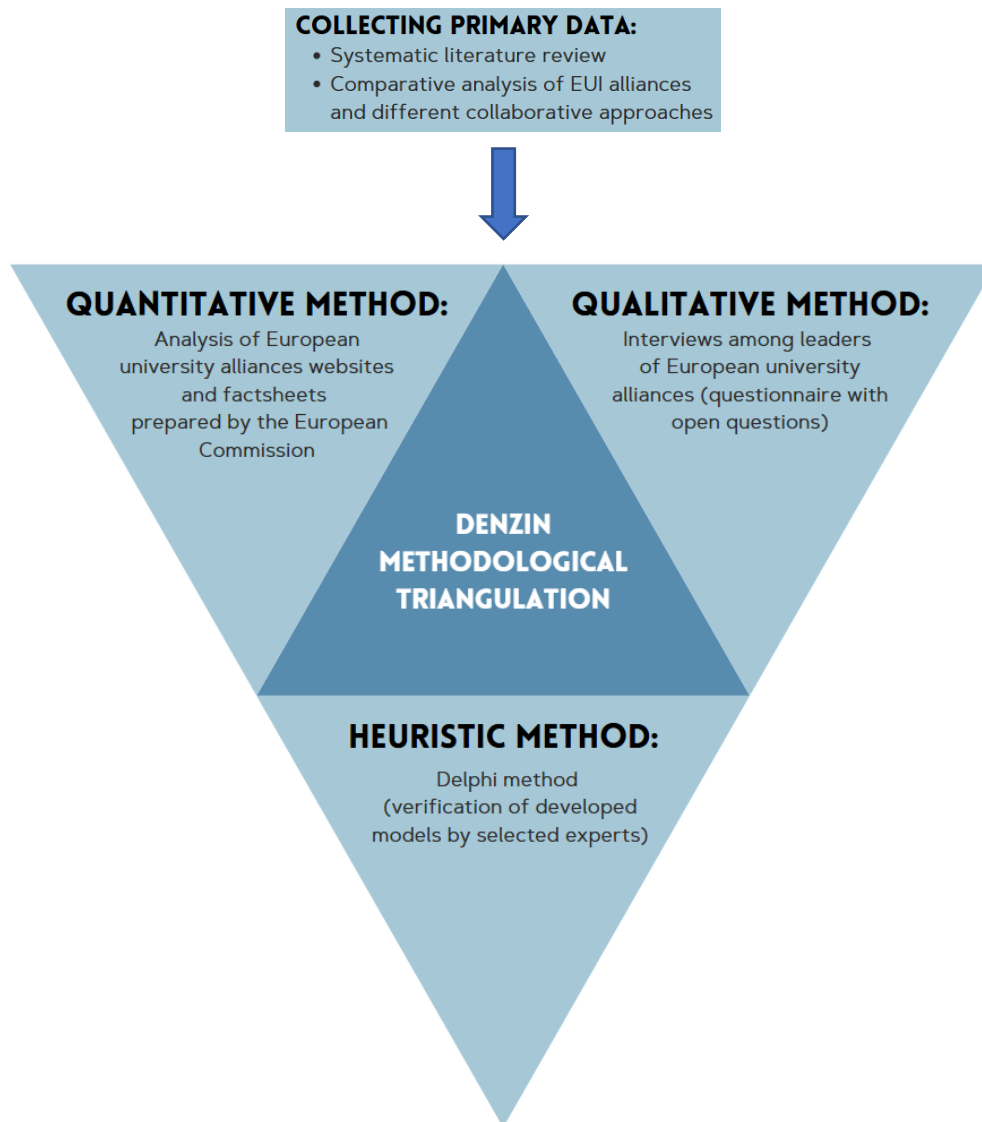 COLLECTING PRIMARY DATA:
• Systematic literature review
• Comparative analysis of EUI alliances
and different collaborative approaches
QUANTITATIVE METHOD:
Analysis of European
university alliances websites
and factsheets
prepared by the European
Commission
QUALITATIVE METHOD:
Interviews among leaders
of European university
alliances (questionnaire with
open questions)
DENZIN
METHODOLOGICAL
TRIANGULATION
HEURISTIC METHOD:
Delphi method
(verification of developed
models by selected experts)